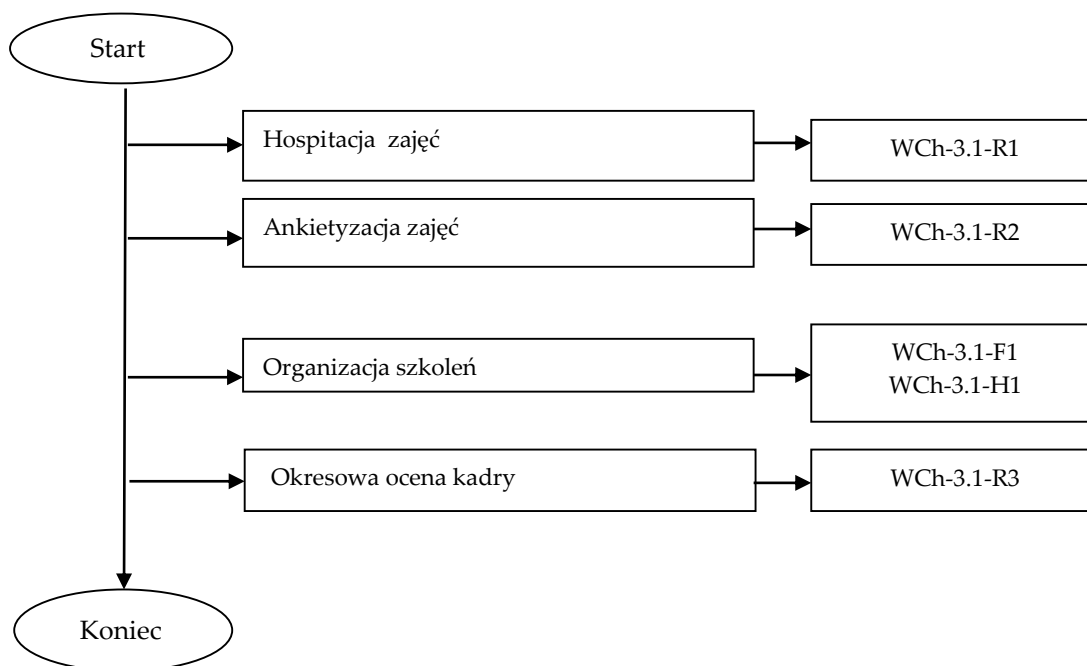 Start
Hospitacja zajęć
WCh-3.1-R1
Ankietyzacja zajęć
WCh-3.1-R2
Organizacja szkoleń
WCh-3.1-F1
WCh-3.1-H1
Okresowa ocena kadry
WCh-3.1-R3
Koniec